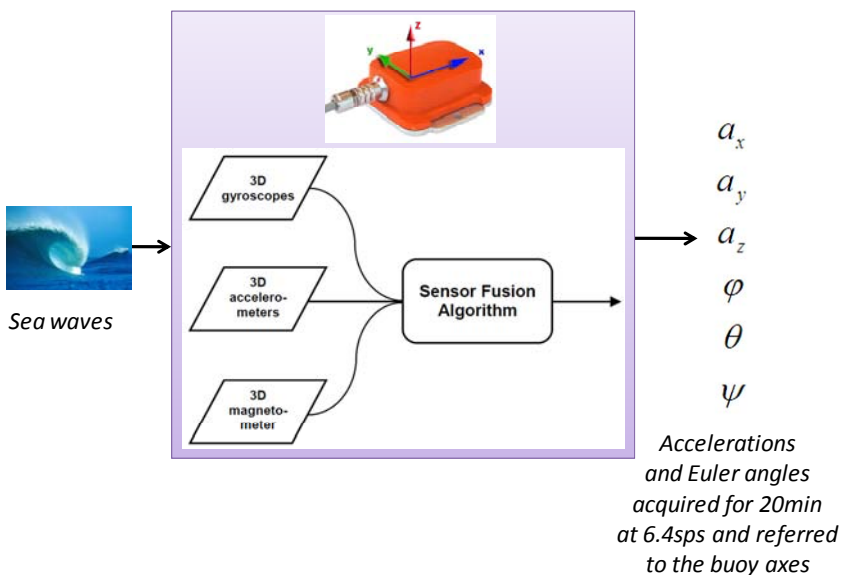 z
y
x
3D
gyroscopes
3D
accelero-
meters
3D
magneto-
meter
Sensor Fusion
Algorithm
Sea waves
a_x
a_y
a_z
φ
θ
ψ
Accelerations
and Euler angles
acquired for 20min
at 6.4sps and referred
to the buoy axes